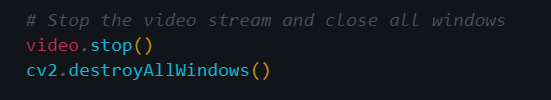 # Stop the video stream and close all windows
video.stop()
cv2.destroyAllWindows()